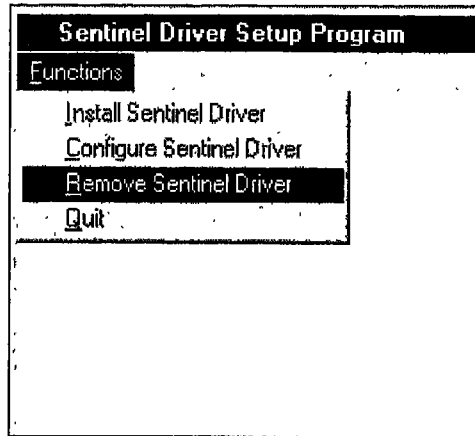 Sentinel Driver Setup Program
Functions
Install Sentinel Driver
Configure Sentinel Driver
Remove Sentinel Driver
Quit